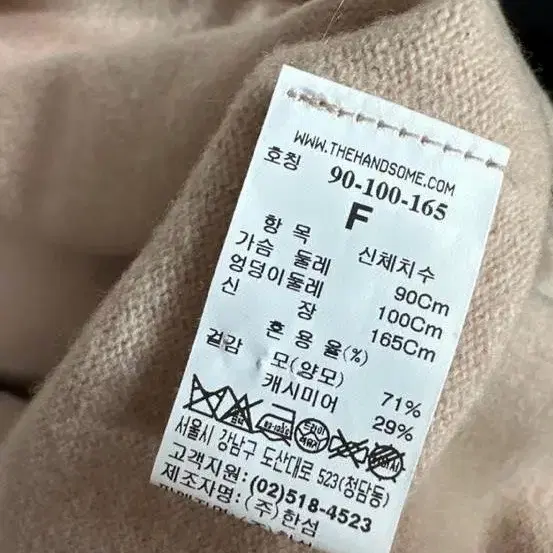 WWW.THEHANDSOME.COM
호칭 90-100-165
F
항 목 신체치수
가슴 둘레 90Cm
엉덩이둘레 100Cm
신 장 165Cm
혼 용 율(%)
겉감 모(양모) 71%
캐시미어 29%
서울시 강남구 도산대로 523(청담동)
고객지원: (02)518-4523
제조자명: (주)한섬